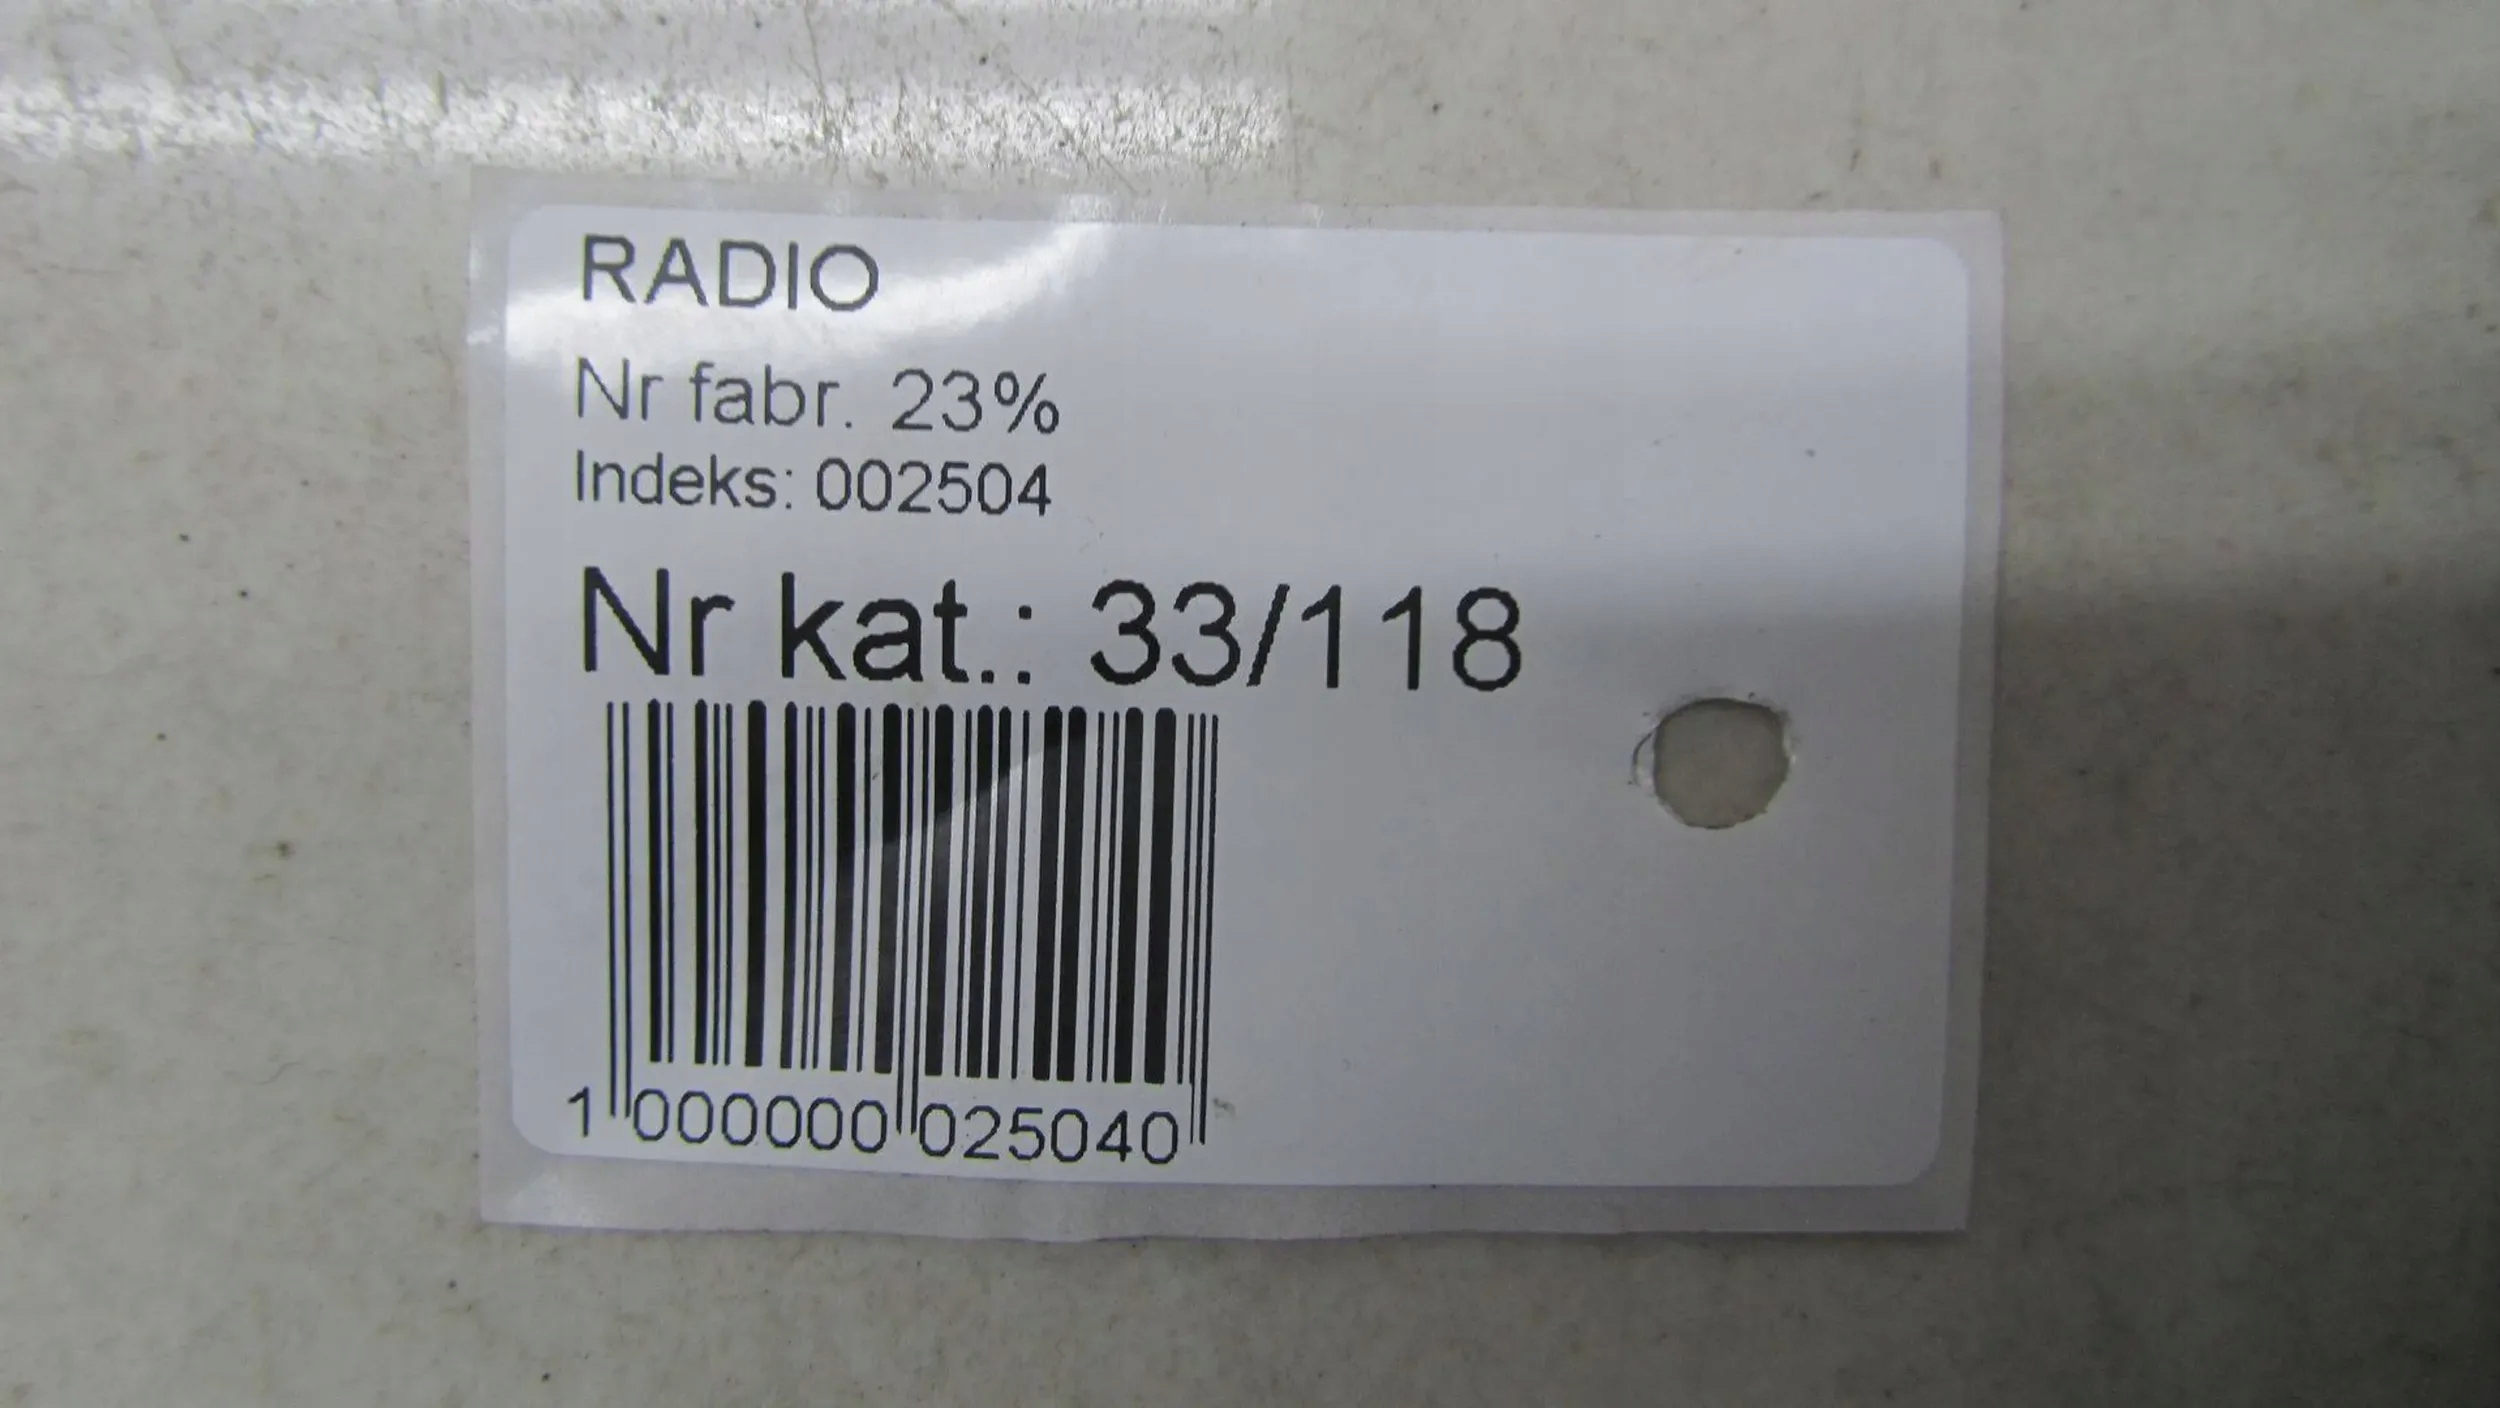 RADIO
Nr fabr. 23%
Indeks: 002504
Nr kat.: 33/118
1 000000 025040